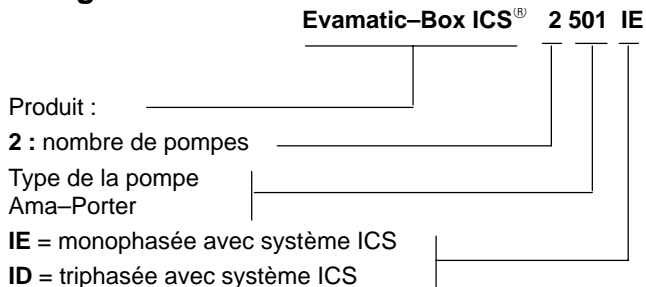 Evamatic–Box ICS® 2 501 IE
Produit :
2 : nombre de pompes
Type de la pompe
Ama–Porter
IE = monophasée avec système ICS
ID = triphasée avec système ICS